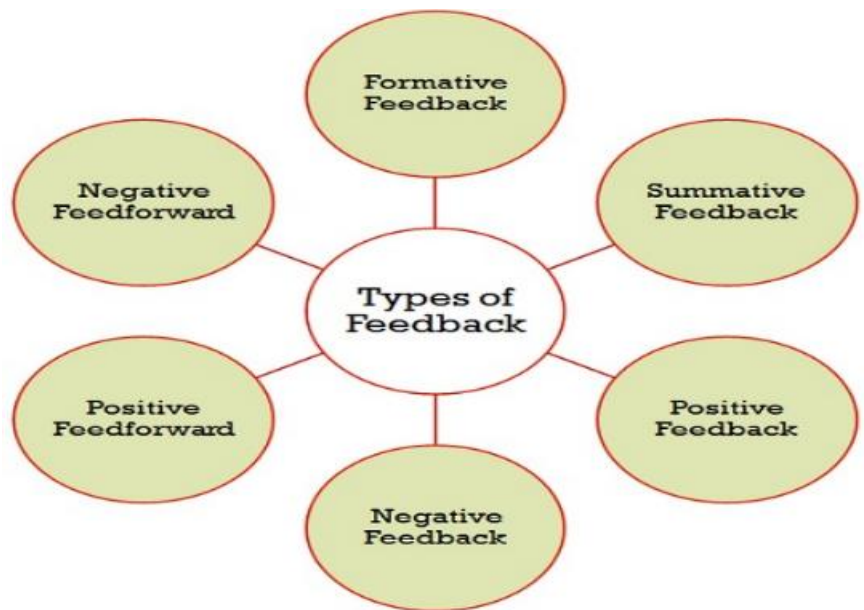 Types of
Feedback
Formative
Feedback
Summative
Feedback
Positive
Feedback
Negative
Feedback
Positive
Feedforward
Negative
Feedforward